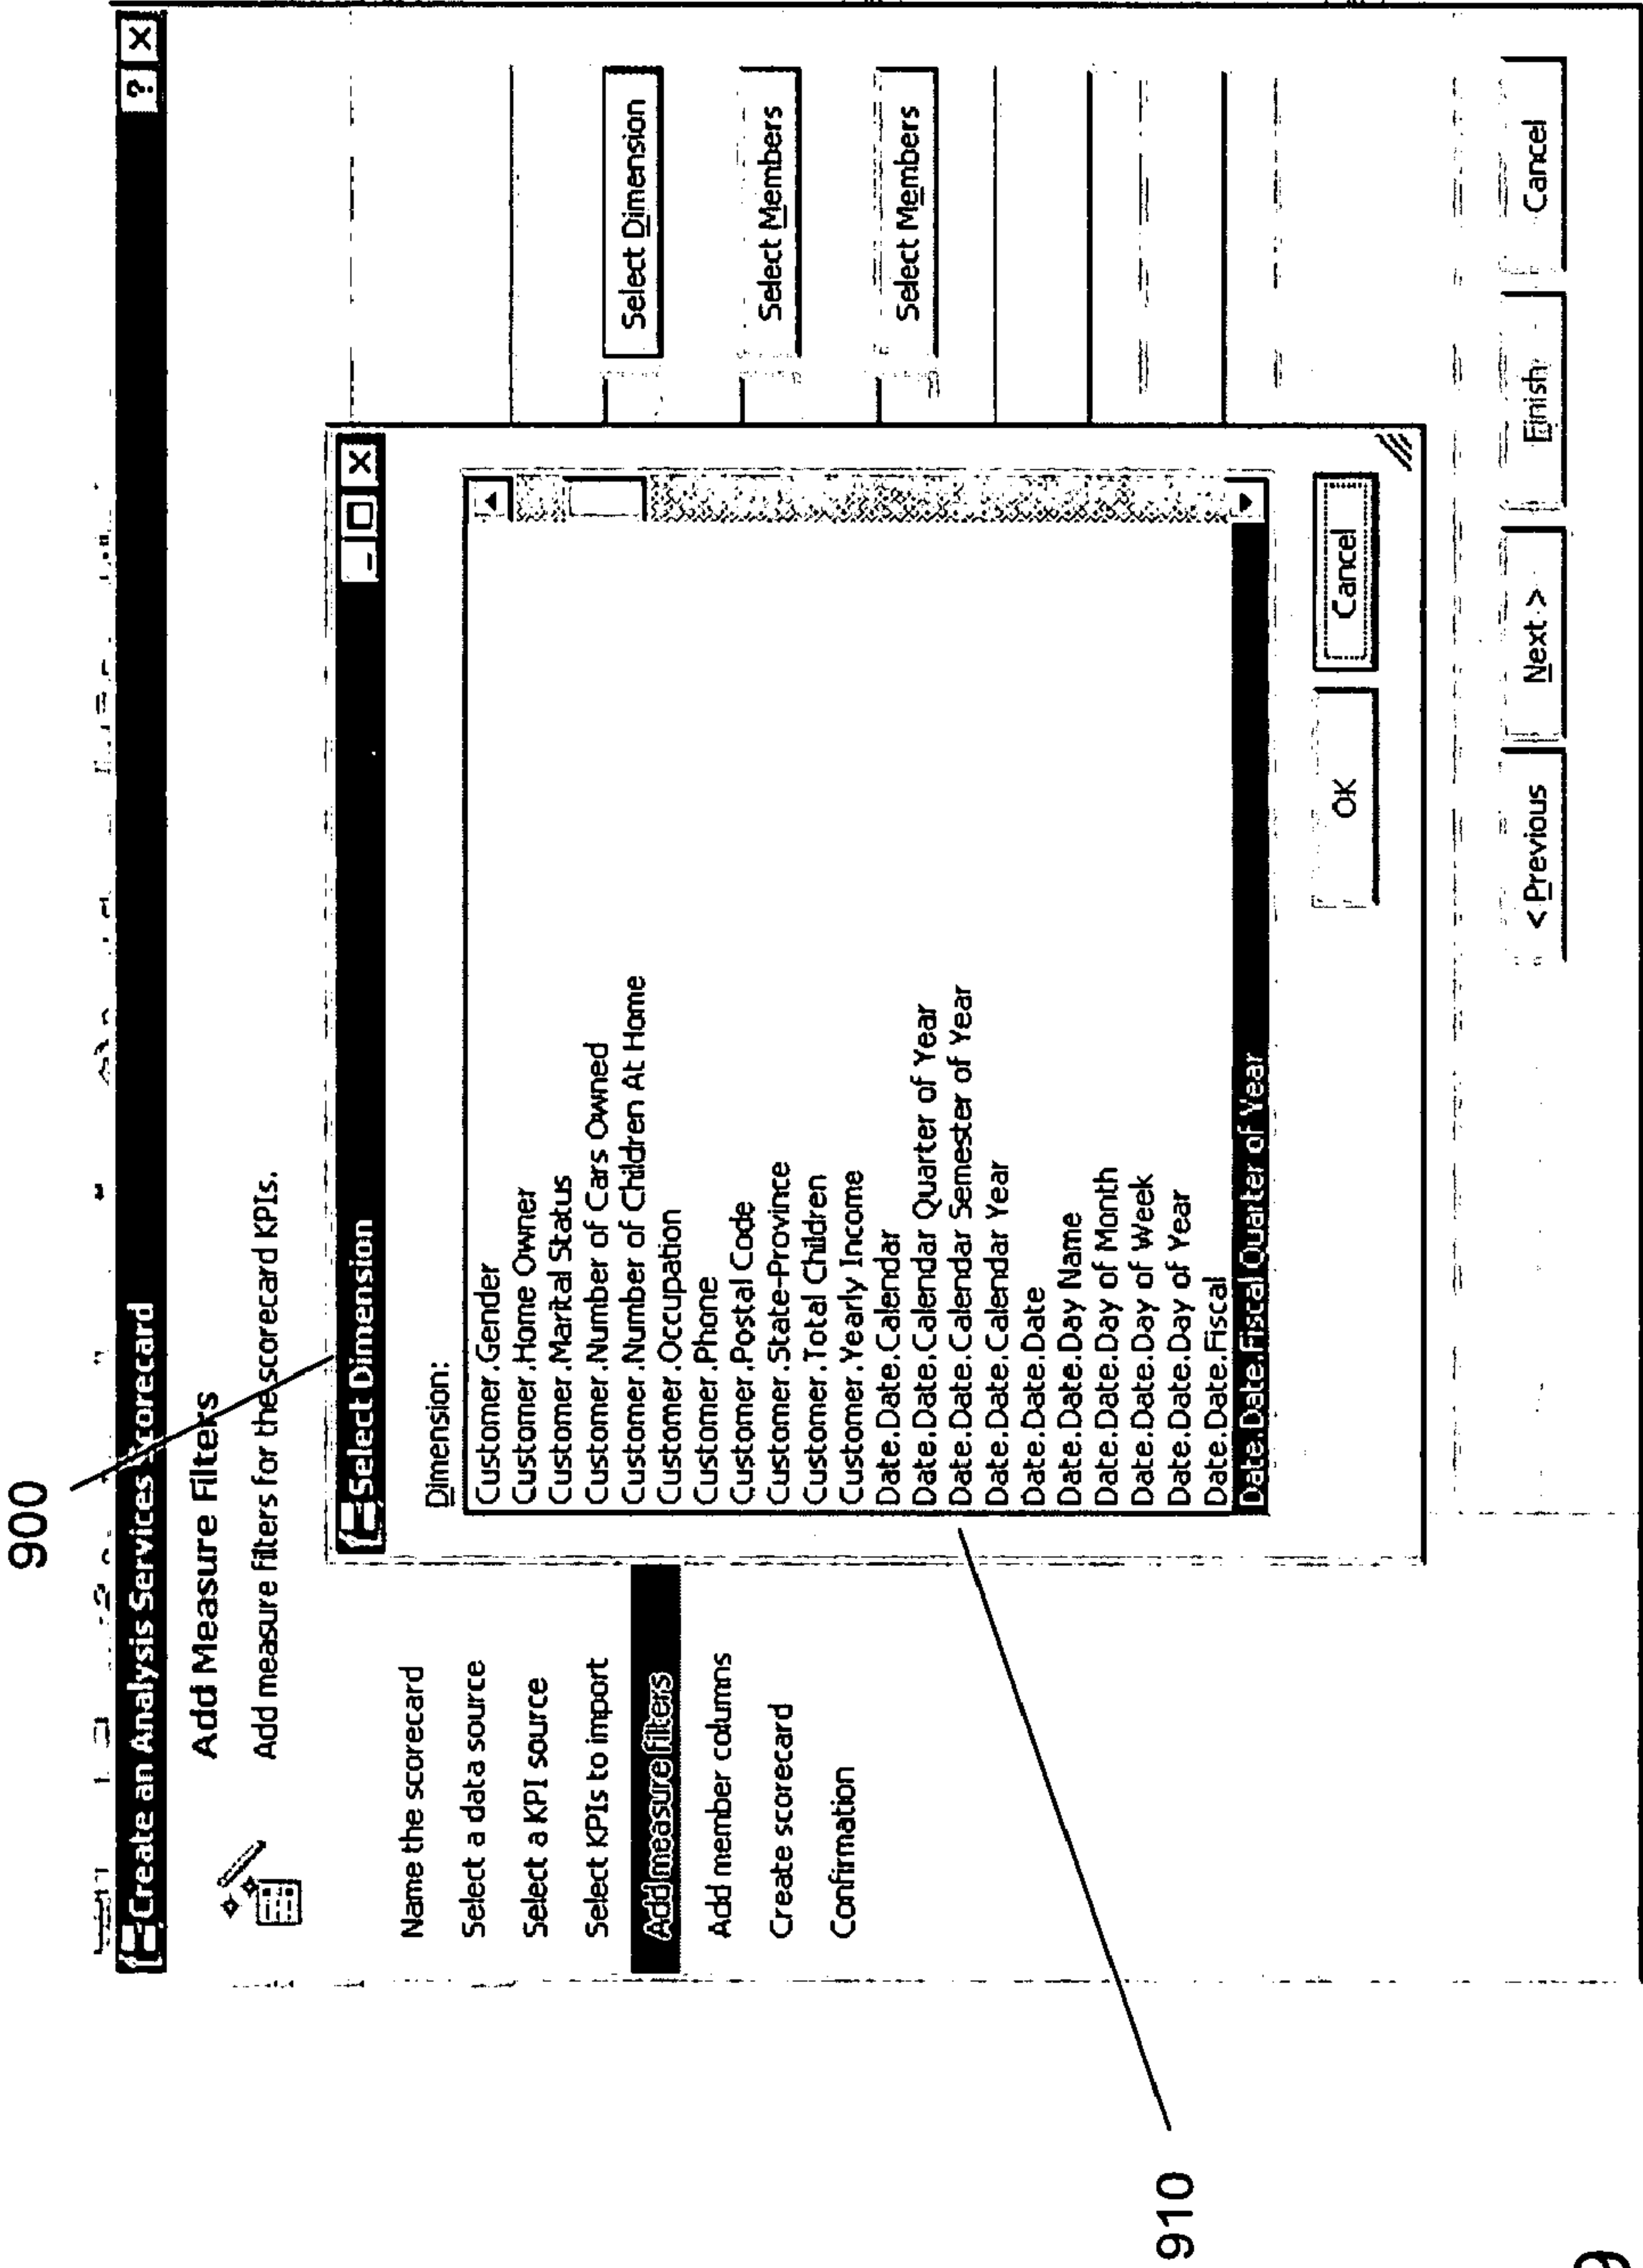 900
Create an Analysis Services Scorecard
Add Measure Filters
Add measure filters for the scorecard KPIs.
Name the scorecard
Select a data source
Select a KPI source
Select KPIs to import
Add measure filters
Add member columns
Create scorecard
Confirmation
Select Dimension
Dimension:
Customer.Gender
Customer.Home Owner
Customer.Marital Status
Customer.Number of Cars Owned
Customer.Number of Children At Home
Customer.Occupation
Customer.Phone
Customer.Postal Code
Customer.State-Province
Customer.Total Children
Customer.Yearly Income
Date.Date.Calendar
Date.Date.Calendar Quarter of Year
Date.Date.Calendar Semester of Year
Date.Date.Calendar Year
Date.Date.Date
Date.Date.Day Name
Date.Date.Day of Month
Date.Date.Day of Week
Date.Date.Day of Year
Date.Date.Fiscal
Date.Date.Fiscal Quarter of Year
OK
Cancel
Select Dimension
Select Members
Select Members
< Previous
Next >
Finish
Cancel
910
9